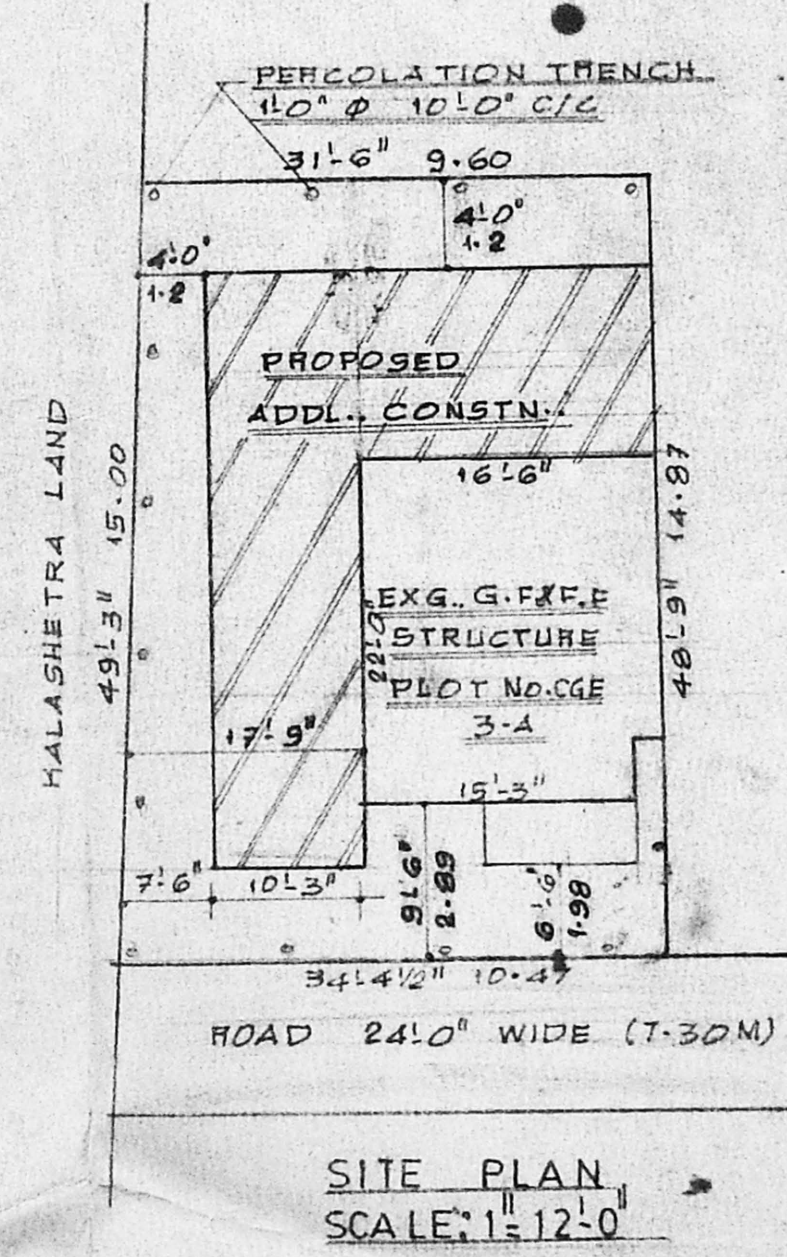 PERCOLATION TRENCH
1'-0" Φ 10'-0" C/C
31'-6" 9.60
4'-0"
1.2
4'-0"
1.2
PROPOSED
ADDL.. CONSTN..
16'-6"
KALASHETRA LAND
49'-3" 15.00
48'-9" 14.87
22'-0"
EXG.. G.F&F.F
STRUCTURE
PLOT NO.CGE
3-A
17'-9"
15'-3"
7'-6"
10'-3"
9'-6"
2.89
6'-6"
1.98
34'-4½" 10.47
ROAD 24'-0" WIDE (7.30M)
SITE PLAN
SCALE: 1"=12'-0"